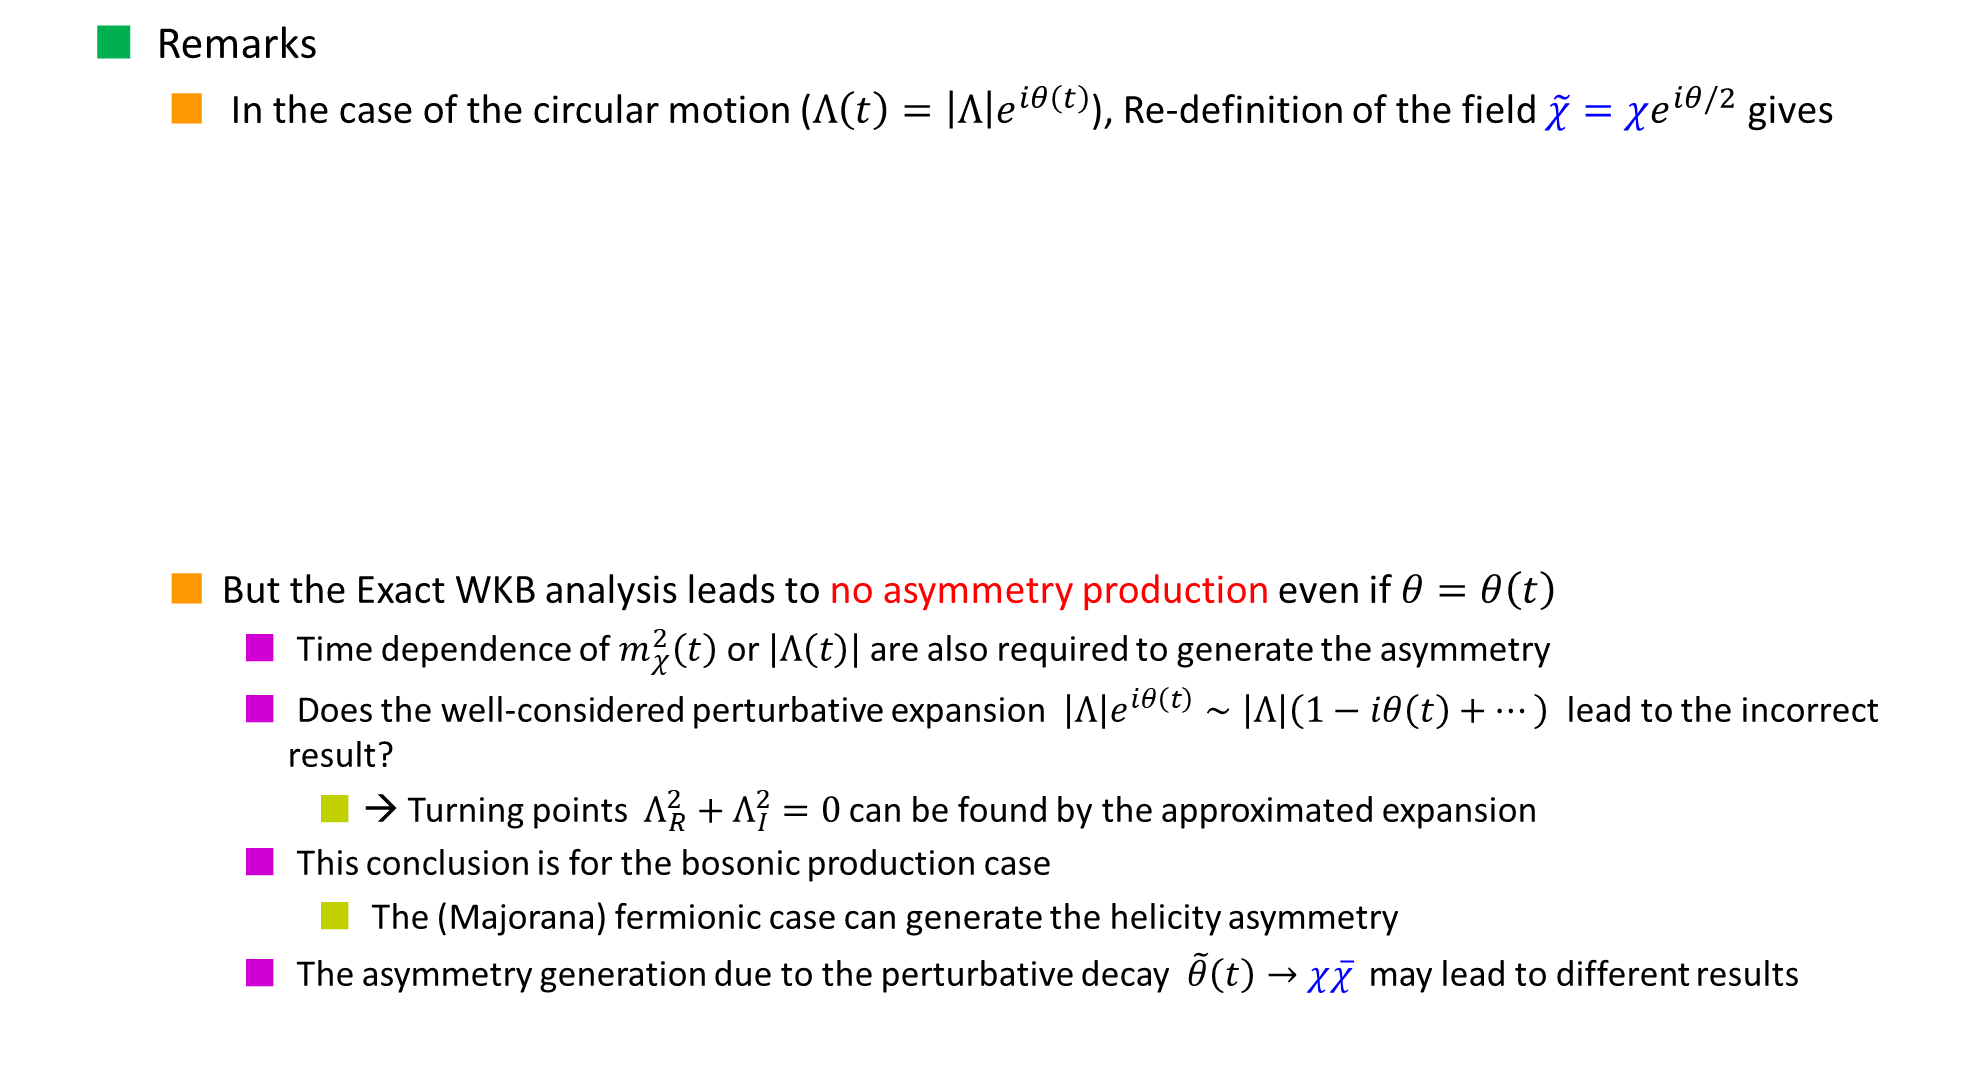 Remarks
In the case of the circular motion (Λ(t) = |Λ|e^{iθ(t)}), Re-definition of the field χ̃ = χe^{iθ/2} gives
But the Exact WKB analysis leads to no asymmetry production even if θ = θ(t)
Time dependence of m_χ^2(t) or |Λ(t)| are also required to generate the asymmetry
Does the well-considered perturbative expansion |Λ|e^{iθ(t)} ~ |Λ|(1 − iθ(t) + ⋯) lead to the incorrect
result?
→ Turning points Λ_R^2 + Λ_I^2 = 0 can be found by the approximated expansion
This conclusion is for the bosonic production case
The (Majorana) fermionic case can generate the helicity asymmetry
The asymmetry generation due to the perturbative decay θ̃(t) → χχ̄ may lead to different results